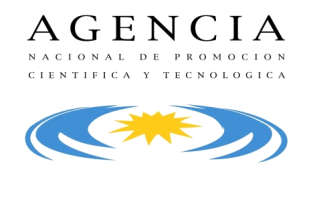 AGENCIA
NACIONAL DE PROMOCION
CIENTIFICA Y TECNOLOGICA